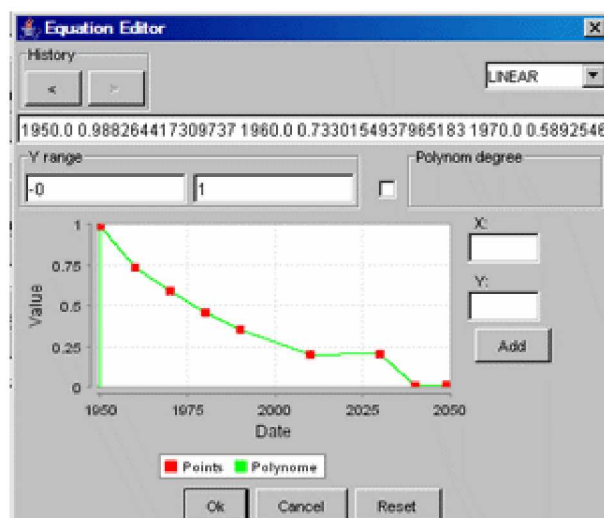 Equation Editor
History
<
>
LINEAR
1950.0 0.988264417309737 1960.0 0.7330154937965183 1970.0 0.5892546
Y range
-0
1
Polynom degree
X:
Y:
Add
1
0.75
0.5
0.25
0
Value
1950
1975
2000
2025
2050
Date
Points
Polynome
Ok
Cancel
Reset